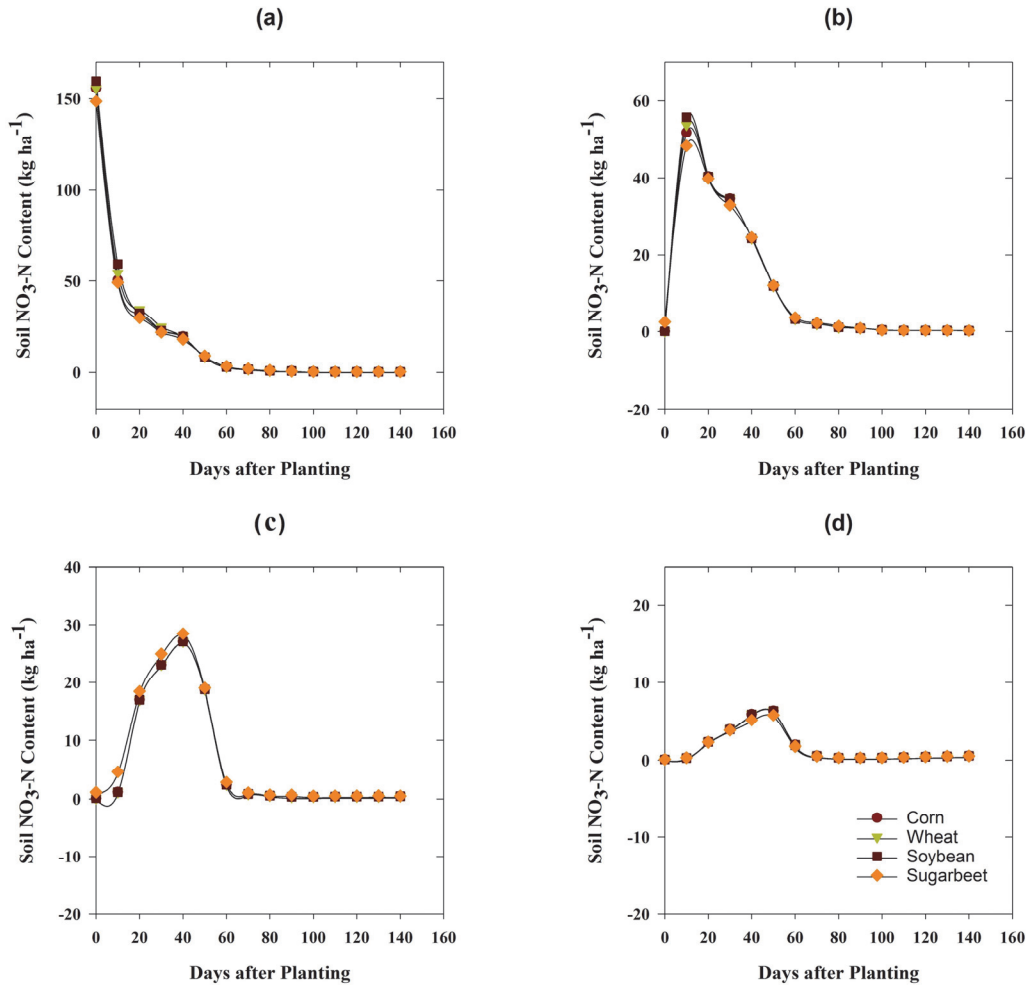 (a)
Soil NO3-N Content (kg ha-1)
150
100
50
0
0 20 40 60 80 100 120 140 160
Days after Planting
(b)
Soil NO3-N Content (kg ha-1)
60
40
20
0
-20
0 20 40 60 80 100 120 140 160
Days after Planting
(c)
Soil NO3-N Content (kg ha-1)
40
30
20
10
0
-10
-20
0 20 40 60 80 100 120 140 160
Days after Planting
(d)
Soil NO3-N Content (kg ha-1)
20
10
0
-10
-20
0 20 40 60 80 100 120 140 160
Days after Planting
Corn
Wheat
Soybean
Sugarbeet